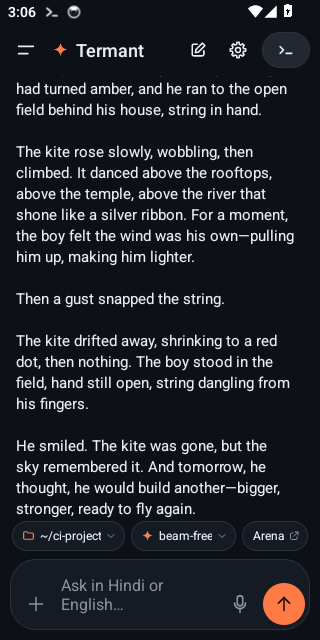 3:06
Termant
had turned amber, and he ran to the open
field behind his house, string in hand.
The kite rose slowly, wobbling, then
climbed. It danced above the rooftops,
above the temple, above the river that
shone like a silver ribbon. For a moment,
the boy felt the wind was his own—pulling
him up, making him lighter.
Then a gust snapped the string.
The kite drifted away, shrinking to a red
dot, then nothing. The boy stood in the
field, hand still open, string dangling from
his fingers.
He smiled. The kite was gone, but the
sky remembered it. And tomorrow, he
thought, he would build another—bigger,
stronger, ready to fly again.
~/ci-project
beam-free
Arena
Ask in Hindi or
English…